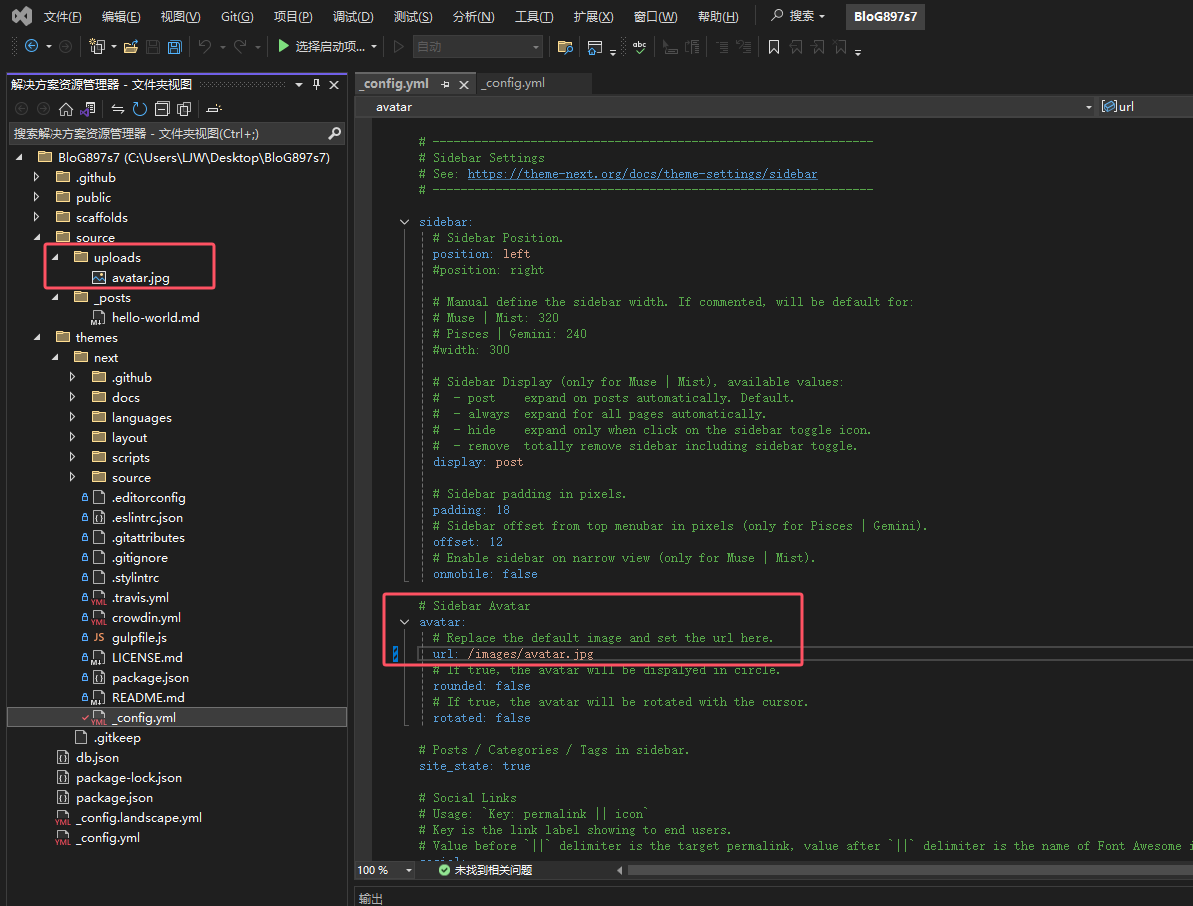 文件(F) 编辑(E) 视图(V) Git(G) 项目(P) 调试(D) 测试(S) 分析(N) 工具(T) 扩展(X) 窗口(W) 帮助(H) 搜索 BloG897s7
选择启动项... 自动 abc
解决方案资源管理器 - 文件夹视图
搜索解决方案资源管理器 - 文件夹视图(Ctrl+;)
BloG897s7 (C:\Users\LJW\Desktop\BloG897s7)
.github
public
scaffolds
source
uploads
avatar.jpg
_posts
hello-world.md
themes
next
.github
docs
languages
layout
scripts
source
.editorconfig
.eslintrc.json
.gitattributes
.gitignore
.stylintrc
.travis.yml
crowdin.yml
gulpfile.js
LICENSE.md
package.json
README.md
_config.yml
.gitkeep
db.json
package-lock.json
package.json
_config.landscape.yml
_config.yml
_config.yml _config.yml
avatar url
# ---------------------------------------------------------------
# Sidebar Settings
# See: https://theme-next.org/docs/theme-settings/sidebar
# ---------------------------------------------------------------
sidebar:
# Sidebar Position.
position: left
#position: right
# Manual define the sidebar width. If commented, will be default for:
# Muse | Mist: 320
# Pisces | Gemini: 240
#width: 300
# Sidebar Display (only for Muse | Mist), available values:
#  - post    expand on posts automatically. Default.
#  - always  expand for all pages automatically.
#  - hide    expand only when click on the sidebar toggle icon.
#  - remove  totally remove sidebar including sidebar toggle.
display: post
# Sidebar padding in pixels.
padding: 18
# Sidebar offset from top menubar in pixels (only for Pisces | Gemini).
offset: 12
# Enable sidebar on narrow view (only for Muse | Mist).
onmobile: false
# Sidebar Avatar
avatar:
# Replace the default image and set the url here.
url: /images/avatar.jpg
# If true, the avatar will be dispalyed in circle.
rounded: false
# If true, the avatar will be rotated with the cursor.
rotated: false
# Posts / Categories / Tags in sidebar.
site_state: true
# Social Links
# Usage: `Key: permalink || icon`
# Key is the link label showing to end users.
# Value before `||` delimiter is the target permalink, value after `||` delimiter is the name of Font Awesome i
100 % 未找到相关问题
输出